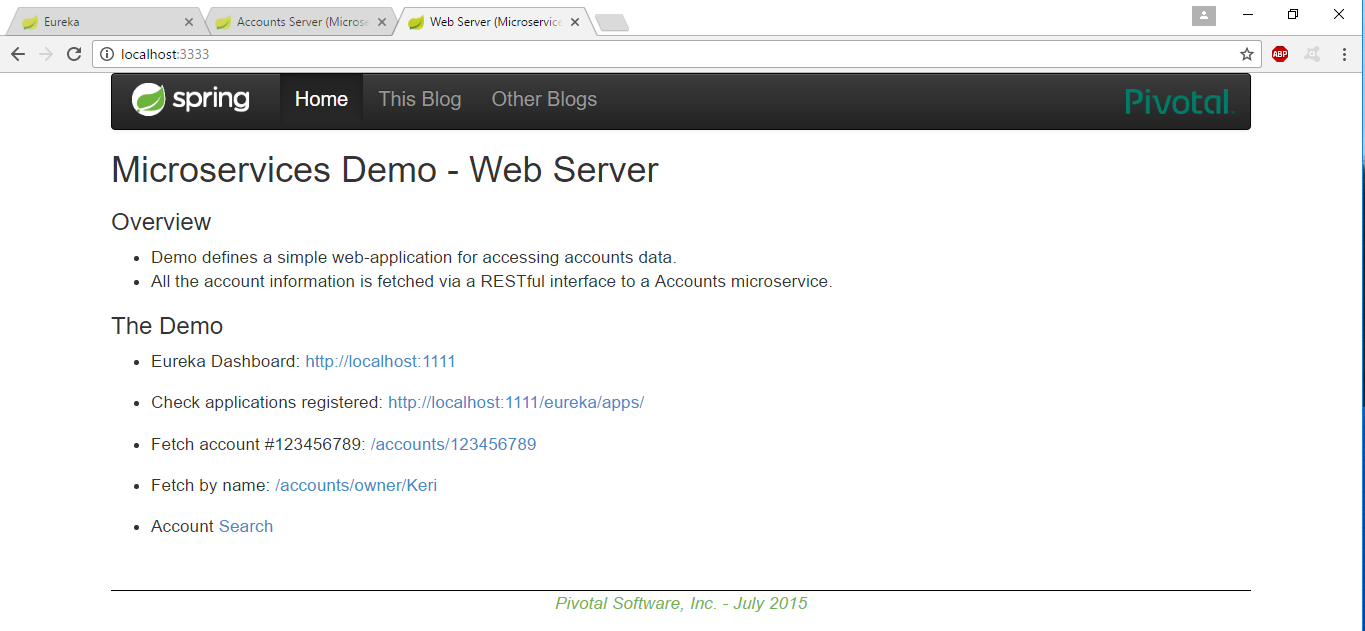 Eureka
Accounts Server (Micros
Web Server (Microservice
localhost:3333
ABP
spring
Home
This Blog
Other Blogs
Pivotal
Microservices Demo - Web Server
Overview
Demo defines a simple web-application for accessing accounts data.
All the account information is fetched via a RESTful interface to a Accounts microservice.
The Demo
Eureka Dashboard: http://localhost:1111
Check applications registered: http://localhost:1111/eureka/apps/
Fetch account #123456789: /accounts/123456789
Fetch by name: /accounts/owner/Keri
Account Search
Pivotal Software, Inc. - July 2015